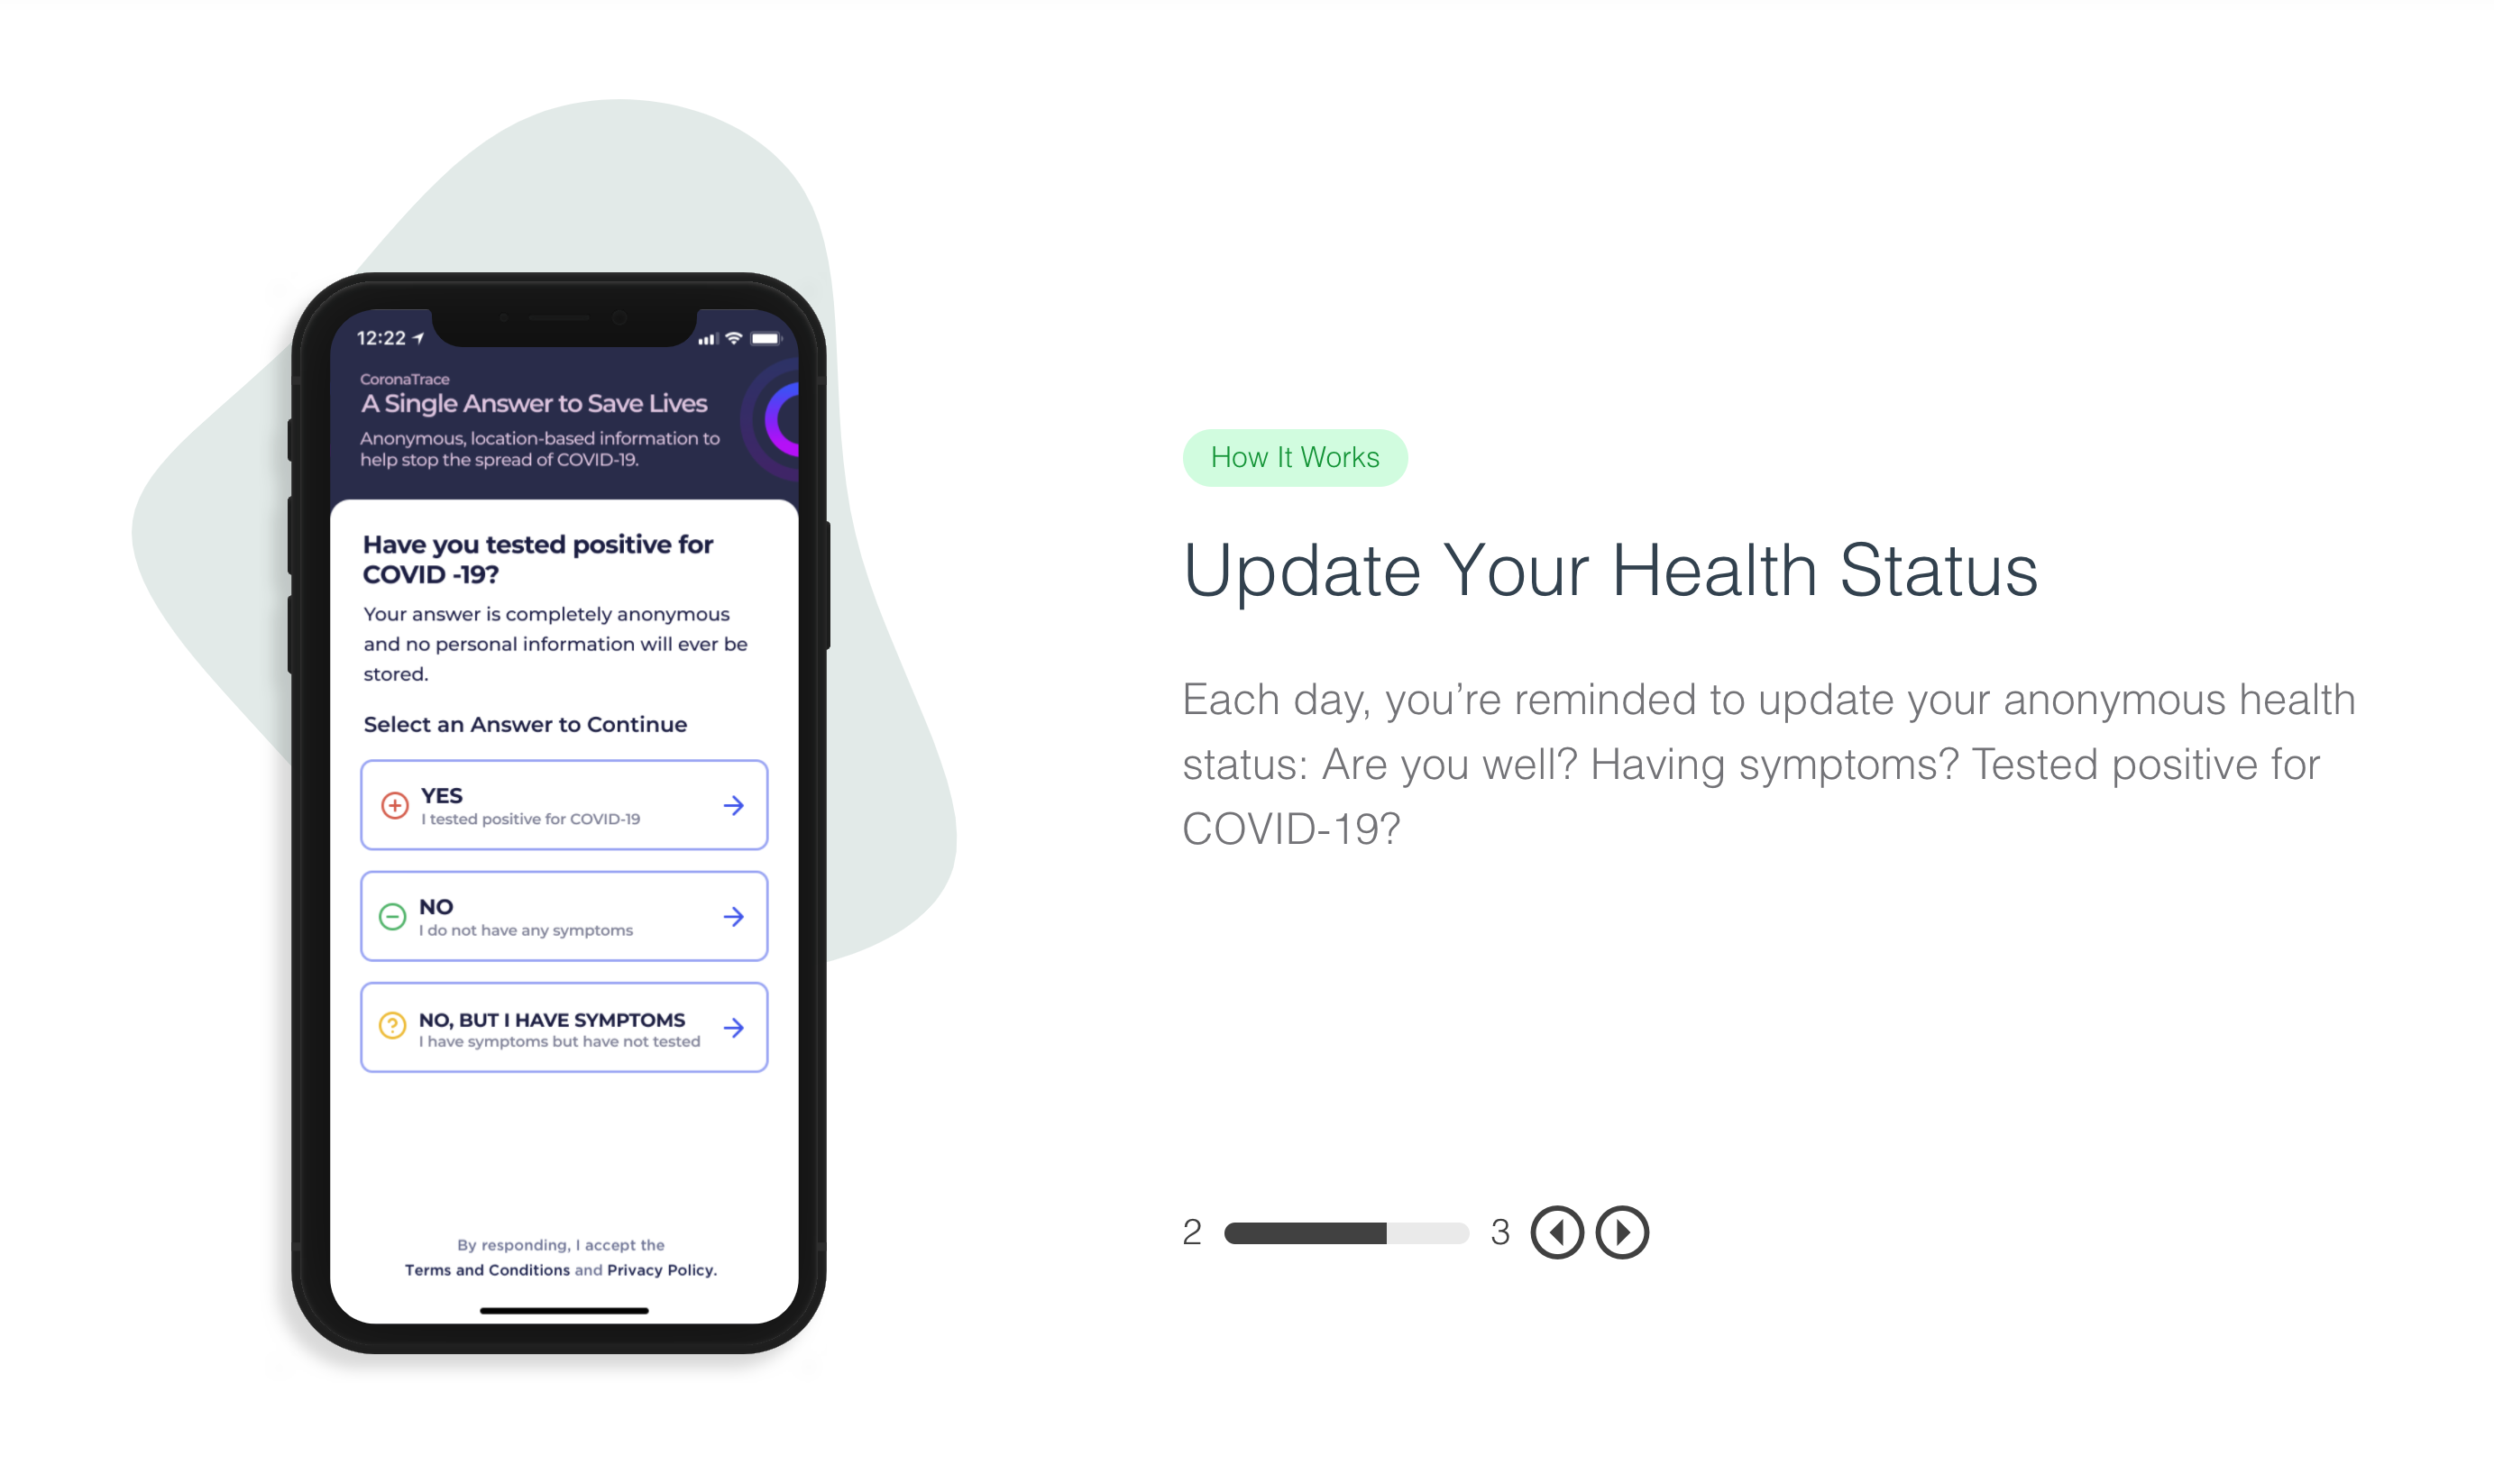 12:22
CoronaTrace
A Single Answer to Save Lives
Anonymous, location-based information to
help stop the spread of COVID-19.
Have you tested positive for
COVID -19?
Your answer is completely anonymous
and no personal information will ever be
stored.
Select an Answer to Continue
YES
I tested positive for COVID-19
NO
I do not have any symptoms
NO, BUT I HAVE SYMPTOMS
I have symptoms but have not tested
By responding, I accept the
Terms and Conditions and Privacy Policy.
How It Works
Update Your Health Status
Each day, you’re reminded to update your anonymous health
status: Are you well? Having symptoms? Tested positive for
COVID-19?
2 3